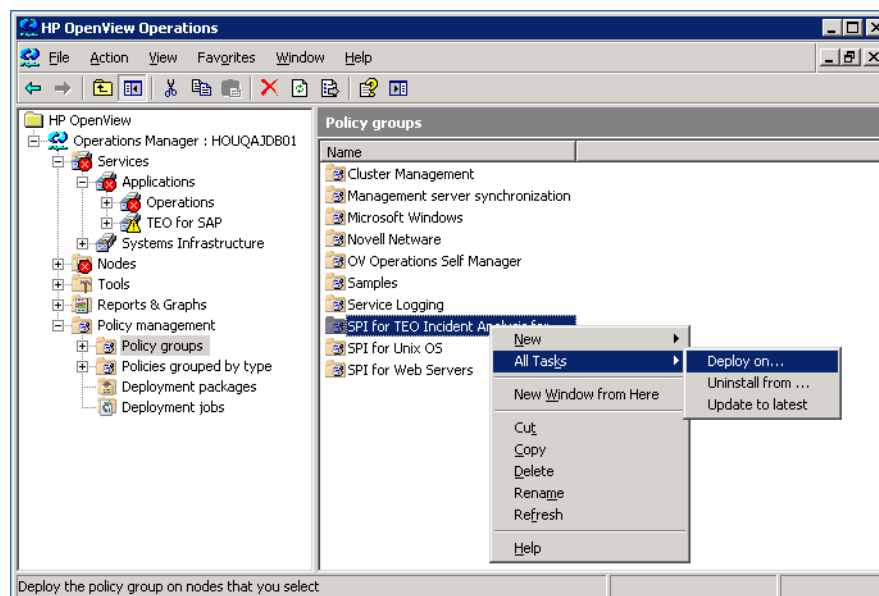 HP OpenView Operations
File Action View Favorites Window Help
HP OpenView
Operations Manager : HOUQAJDB01
Services
Applications
Operations
TEO for SAP
Systems Infrastructure
Nodes
Tools
Reports & Graphs
Policy management
Policy groups
Policies grouped by type
Deployment packages
Deployment jobs
Policy groups
Name
Cluster Management
Management server synchronization
Microsoft Windows
Novell Netware
OV Operations Self Manager
Samples
Service Logging
SPI for TEO Incident Analysis for
SPI for Unix OS
SPI for Web Servers
New
All Tasks
New Window from Here
Cut
Copy
Delete
Rename
Refresh
Help
Deploy on...
Uninstall from ...
Update to latest
Deploy the policy group on nodes that you select